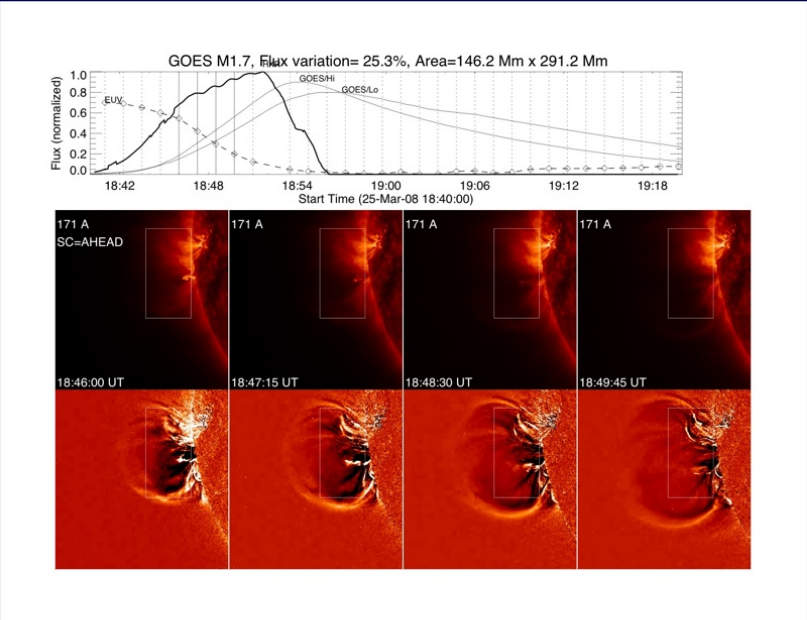 GOES M1.7, Flux variation= 25.3%, Area=146.2 Mm x 291.2 Mm
Flux (normalized)
1.0
0.8
0.6
0.4
0.2
0.0
EUV
GOES/Hi
GOES/Lo
18:42 18:48 18:54 19:00 19:06 19:12 19:18
Start Time (25-Mar-08 18:40:00)
171 A 171 A 171 A 171 A
SC=AHEAD
18:46:00 UT 18:47:15 UT 18:48:30 UT 18:49:45 UT